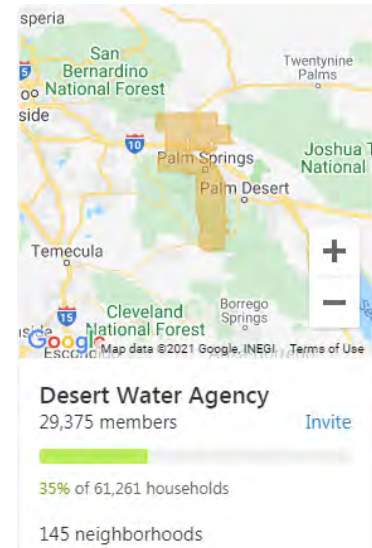 speria
San
Bernardino
National Forest
Twentynine
Palms
side
10
Palm Springs
Joshua T
National
Palm Desert
+
Temecula
−
15
Cleveland
National Forest
Borrego
Springs
Google
Map data ©2021 Google, INEGI
Terms of Use
Desert Water Agency
29,375 members
Invite
35% of 61,261 households
145 neighborhoods